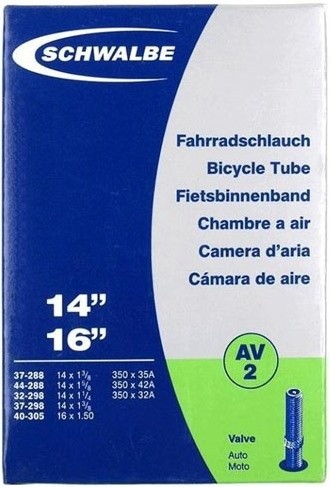 SCHWALBE
Fahrradschlauch
Bicycle Tube
Fietsbinnenband
Chambre a air
Camera d'aria
Cámara de aire
14"
16"
37-288 14 x 1 3/8 350 x 35A
44-288 14 x 1 5/8 350 x 42A
32-298 14 x 1 1/4 350 x 32A
37-298 14 x 1 3/8
40-305 16 x 1.50
AV
2
Valve
Auto
Moto